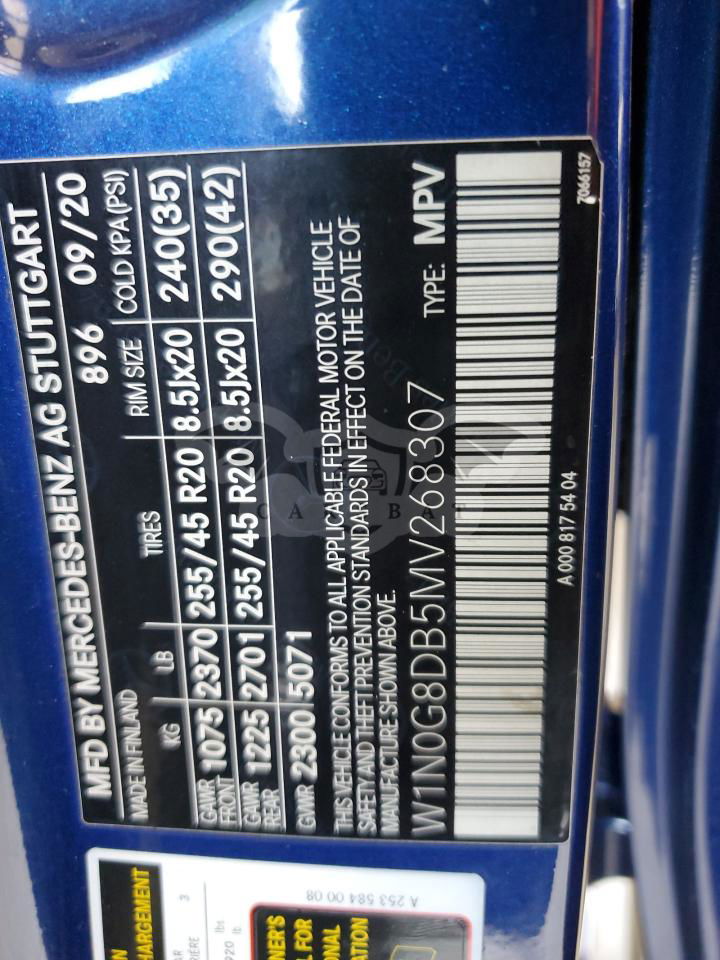 MFD BY MERCEDES-BENZ AG STUTTGART
896 09/20
MADE IN FINLAND
KG LB TIRES RIM SIZE COLD KPA(PSI)
GAWR FRONT 1075 2370 255/45 R20 8.5Jx20 240(35)
GAWR REAR 1225 2701 255/45 R20 8.5Jx20 290(42)
GWR 2300 5071
THIS VEHICLE CONFORMS TO ALL APPLICABLE FEDERAL MOTOR VEHICLE
SAFETY AND THEFT PREVENTION STANDARDS IN EFFECT ON THE DATE OF
MANUFACTURE SHOWN ABOVE.
W1N0G8DB5MV268307 TYPE: MPV
A 000 817 54 04
7066157
A 253 584 00 08